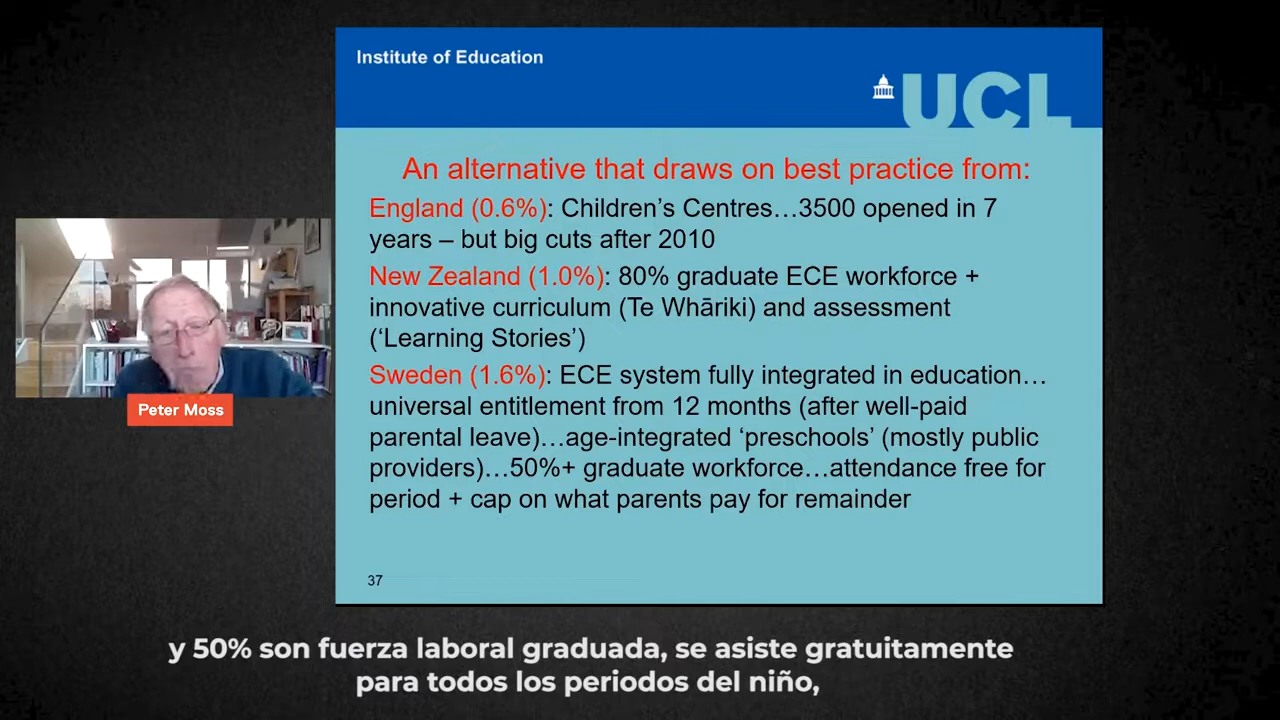 Institute of Education
UCL
An alternative that draws on best practice from:
England (0.6%): Children’s Centres…3500 opened in 7
years – but big cuts after 2010
New Zealand (1.0%): 80% graduate ECE workforce +
innovative curriculum (Te Whāriki) and assessment
(‘Learning Stories’)
Sweden (1.6%): ECE system fully integrated in education…
universal entitlement from 12 months (after well-paid
parental leave)…age-integrated ‘preschools’ (mostly public
providers)…50%+ graduate workforce…attendance free for
period + cap on what parents pay for remainder
37
Peter Moss
y 50% son fuerza laboral graduada, se asiste gratuitamente
para todos los periodos del niño,